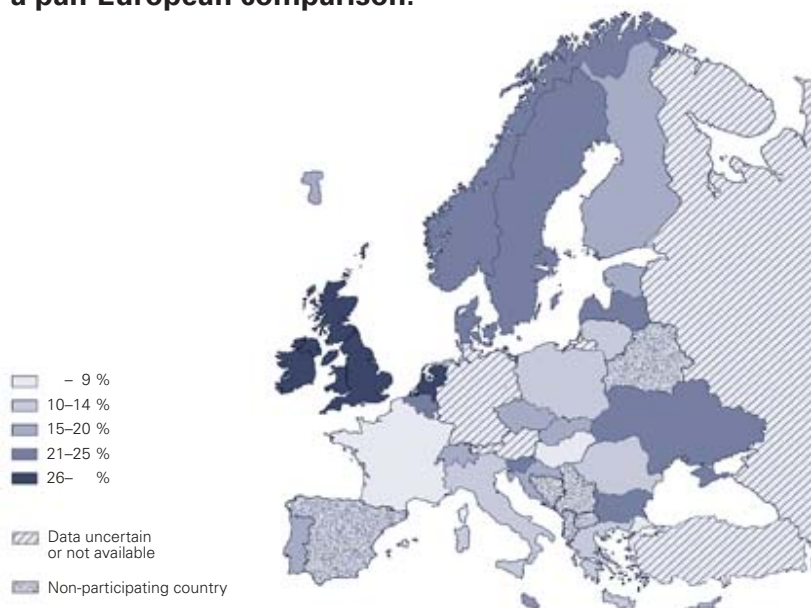 a pan-European comparison.
– 9 %
10–14 %
15–20 %
21–25 %
26– %
Data uncertain
or not available
Non-participating country